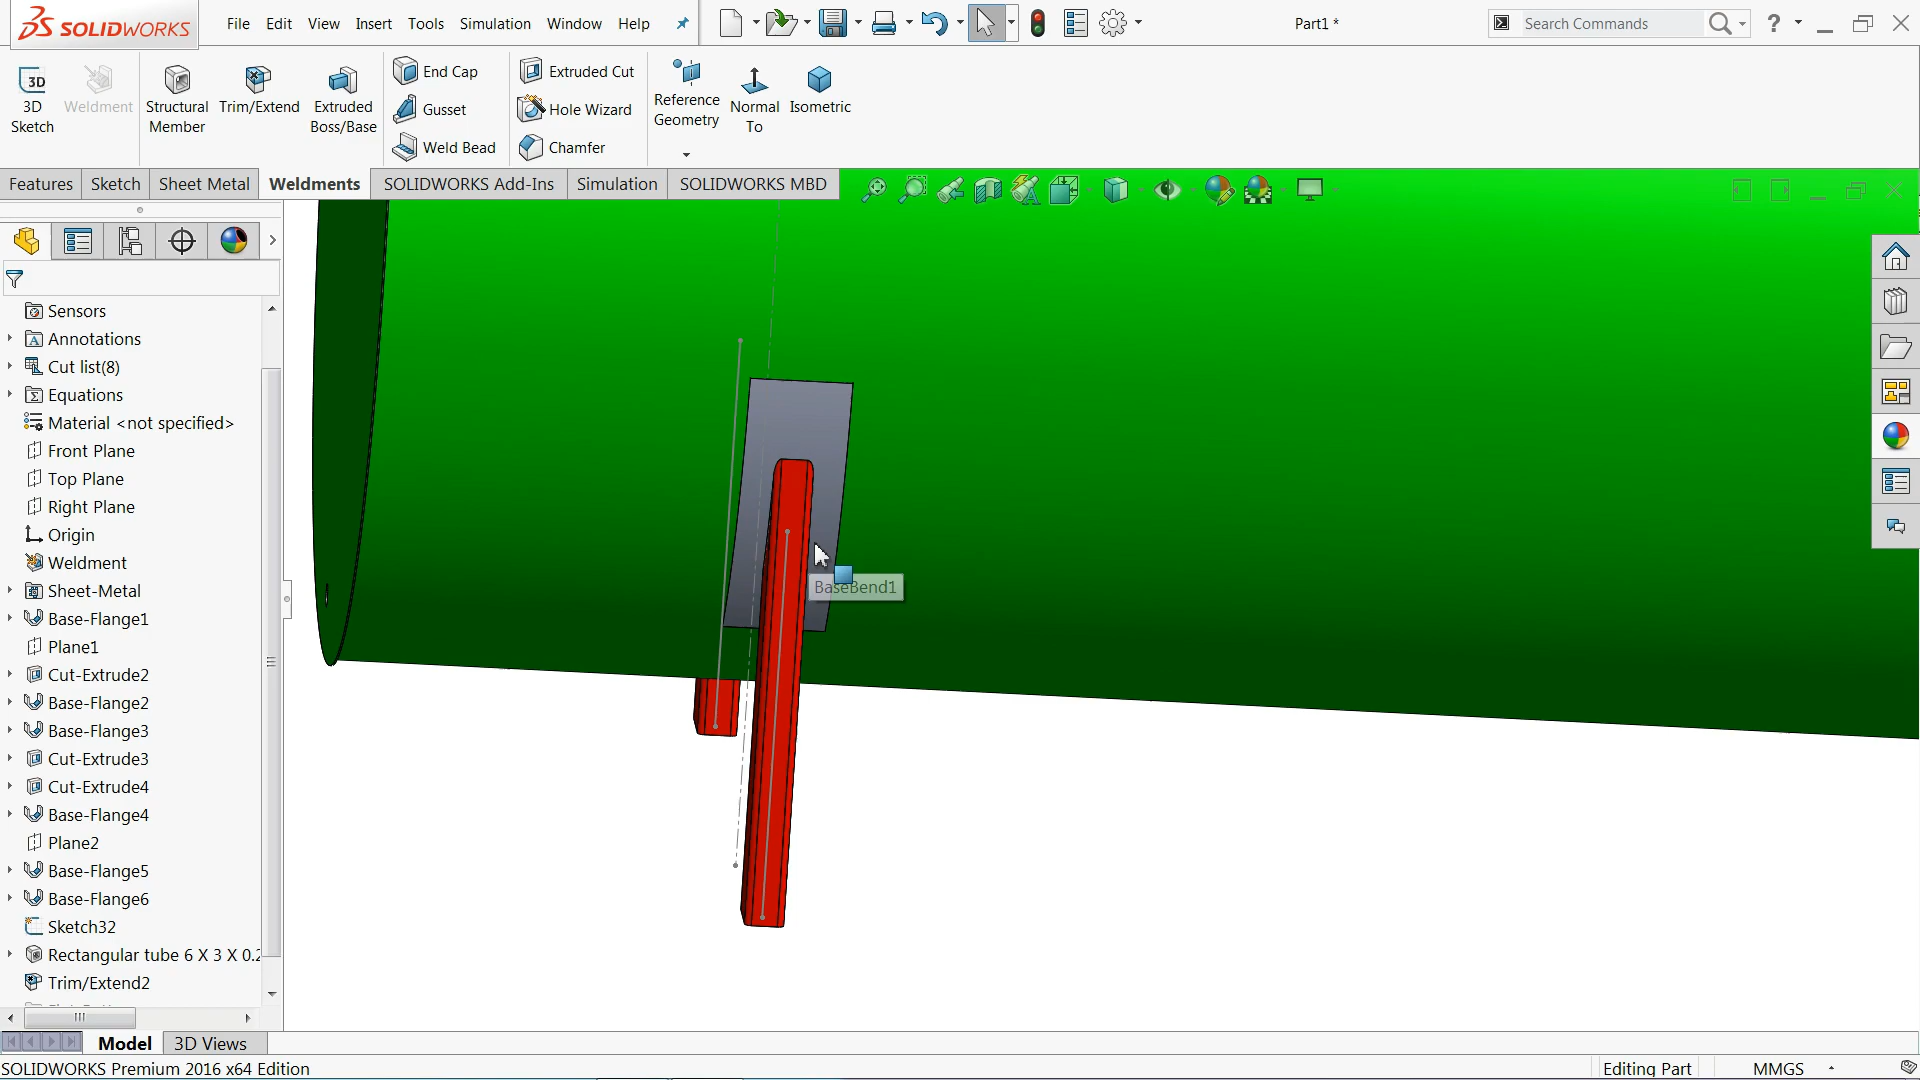 SOLIDWORKS File Edit View Insert Tools Simulation Window Help Part1 * Search Commands ?
3D Sketch
Weldment
Structural Member
Trim/Extend
Extruded Boss/Base
End Cap
Gusset
Weld Bead
Extruded Cut
Hole Wizard
Chamfer
Reference Geometry
Normal To
Isometric
Features Sketch Sheet Metal Weldments SOLIDWORKS Add-Ins Simulation SOLIDWORKS MBD
Sensors
Annotations
Cut list(8)
Equations
Material <not specified>
Front Plane
Top Plane
Right Plane
Origin
Weldment
Sheet-Metal
Base-Flange1
Plane1
Cut-Extrude2
Base-Flange2
Base-Flange3
Cut-Extrude3
Cut-Extrude4
Base-Flange4
Plane2
Base-Flange5
Base-Flange6
Sketch32
Rectangular tube 6 X 3 X 0.2
Trim/Extend2
BaseBend1
Model 3D Views
SOLIDWORKS Premium 2016 x64 Edition Editing Part MMGS